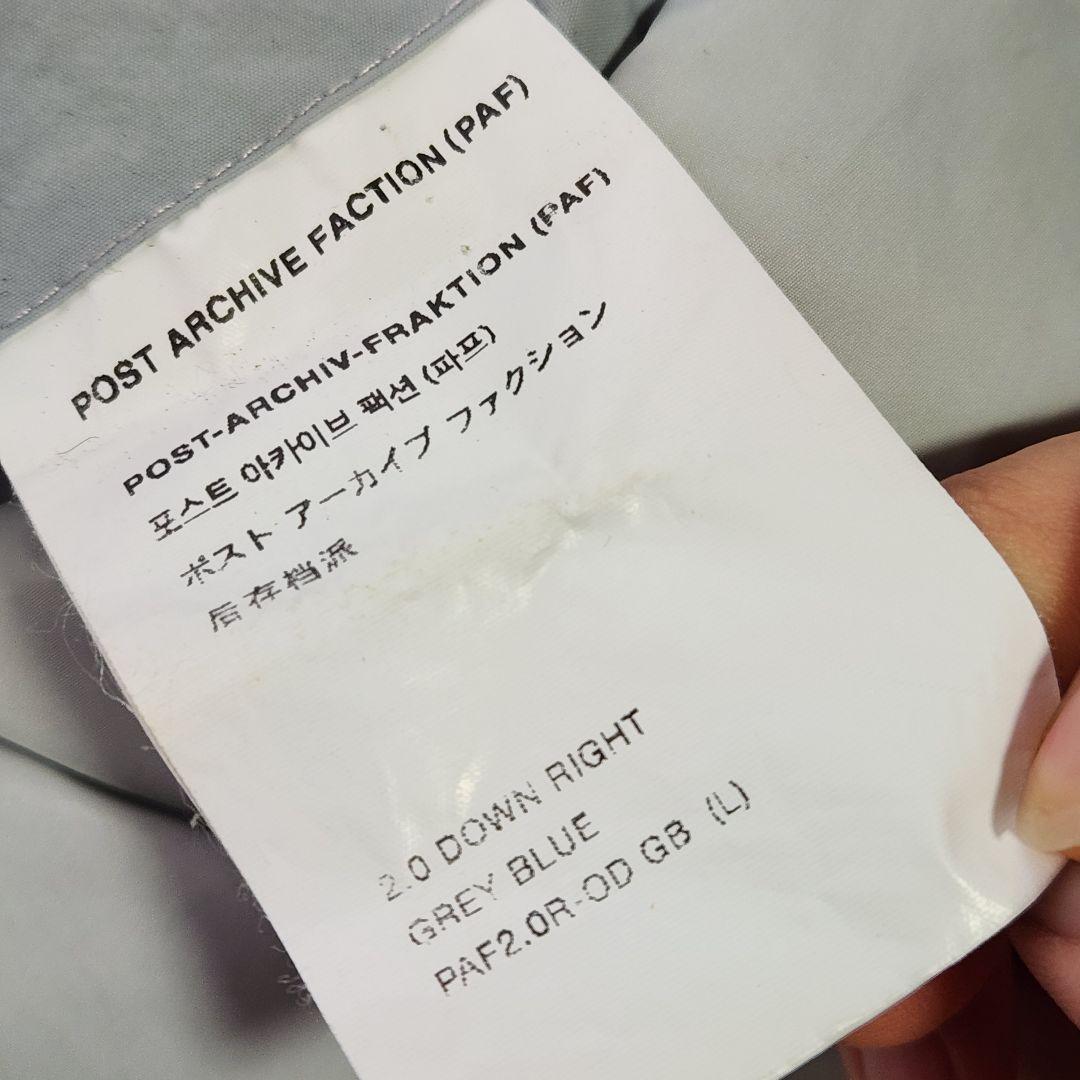 POST ARCHIVE FACTION (PAF)
POST-ARCHIV-FRAKTION (PAF)
포스트 아카이브 팩션 (파프)
ポスト アーカイブ ファクション
后存档派
2.0 DOWN RIGHT
GREY BLUE
PAF2.0R-OD GB (L)